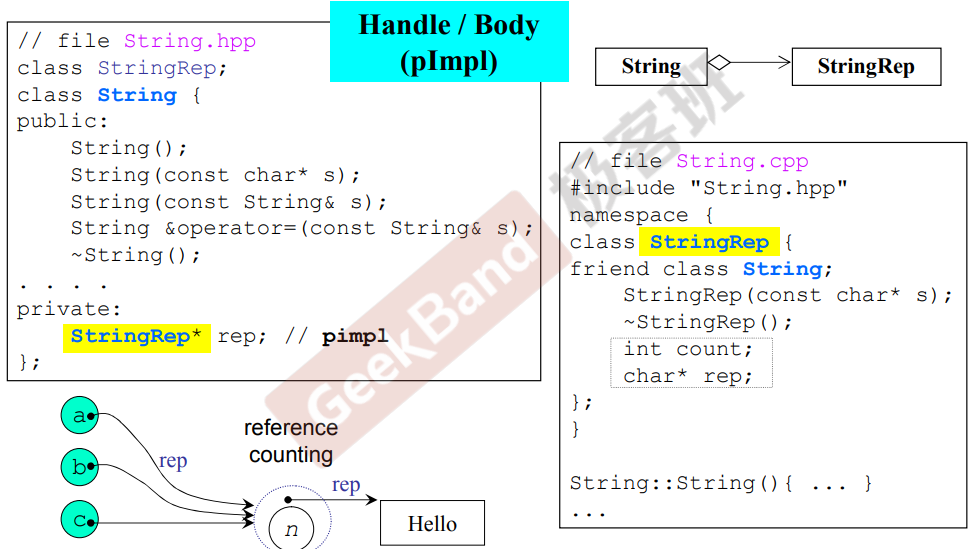 Handle / Body
(pImpl)
// file String.hpp
class StringRep;
class String {
public:
String();
String(const char* s);
String(const String& s);
String &operator=(const String& s);
~String();
. . . .
private:
StringRep* rep; // pimpl
};
String
StringRep
// file String.cpp
#include "String.hpp"
namespace {
class StringRep {
friend class String;
StringRep(const char* s);
~StringRep();
int count;
char* rep;
};
}
String::String(){ ... }
...
a
b
c
rep
reference
counting
rep
n
Hello
GeekBand
极客班